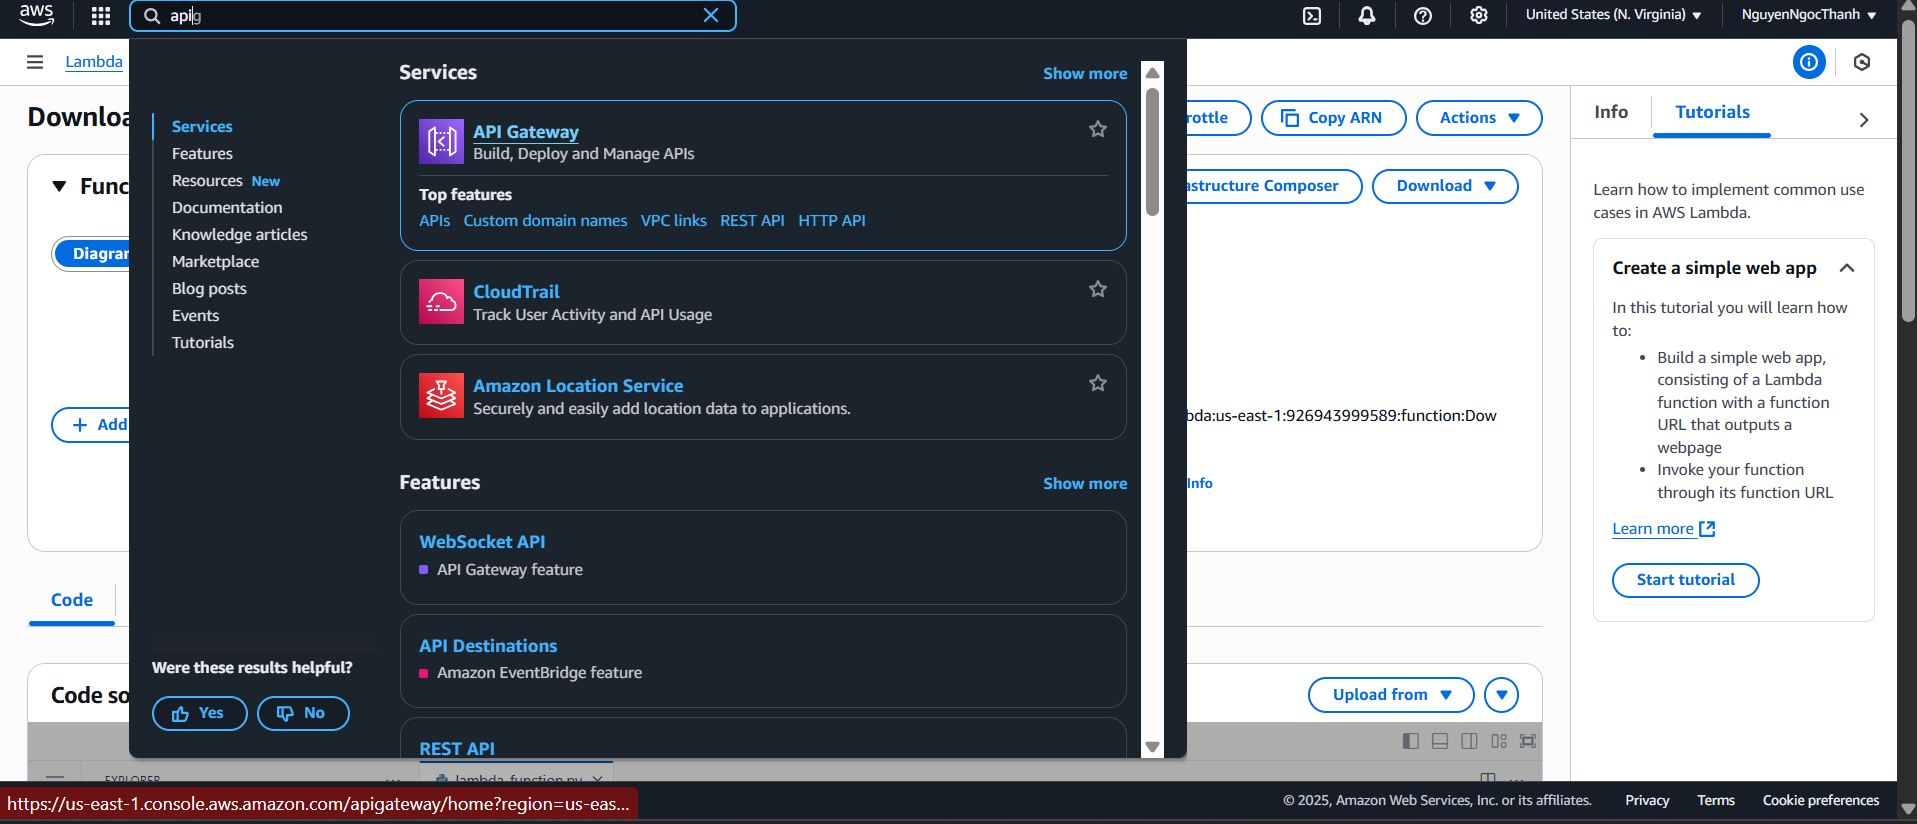 aws
apig
United States (N. Virginia)
NguyenNgocThanh
Lambda
Services
Features
Resources New
Documentation
Knowledge articles
Marketplace
Blog posts
Events
Tutorials
Were these results helpful?
Yes
No
Services
Show more
API Gateway
Build, Deploy and Manage APIs
Top features
APIs Custom domain names VPC links REST API HTTP API
CloudTrail
Track User Activity and API Usage
Amazon Location Service
Securely and easily add location data to applications.
Features
Show more
WebSocket API
API Gateway feature
API Destinations
Amazon EventBridge feature
REST API
Downloa
Func
Diagram
+ Add
Code
Code so
rottle
Copy ARN
Actions
astructure Composer
Download
bda:us-east-1:926943999589:function:Dow
Info
Upload from
EXPLORER
lambda_function.py
Info
Tutorials
Learn how to implement common use
cases in AWS Lambda.
Create a simple web app
In this tutorial you will learn how
to:
• Build a simple web app,
consisting of a Lambda
function with a function
URL that outputs a
webpage
• Invoke your function
through its function URL
Learn more
Start tutorial
https://us-east-1.console.aws.amazon.com/apigateway/home?region=us-eas...
© 2025, Amazon Web Services, Inc. or its affiliates.
Privacy
Terms
Cookie preferences